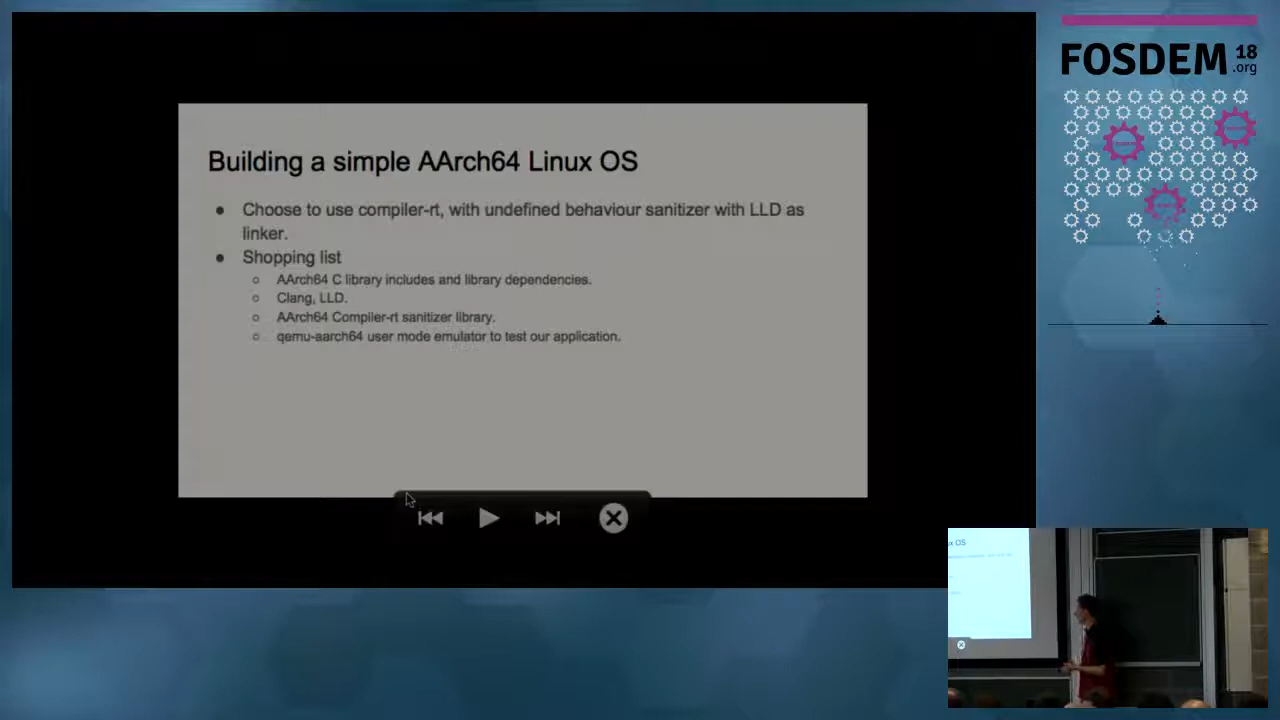 FOSDEM 18
.org
Building a simple AArch64 Linux OS
● Choose to use compiler-rt, with undefined behaviour sanitizer with LLD as
linker.
● Shopping list
○ AArch64 C library includes and library dependencies.
○ Clang, LLD.
○ AArch64 Compiler-rt sanitizer library.
○ qemu-aarch64 user mode emulator to test our application.
ux OS